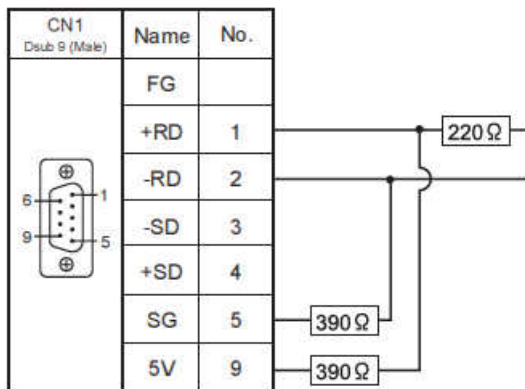 CN1 Name No.
Dsub 9 (Male)
FG
+RD 1 220Ω
-RD 2
6 1
-SD 3
9 5
+SD 4
SG 5 390Ω
5V 9 390Ω